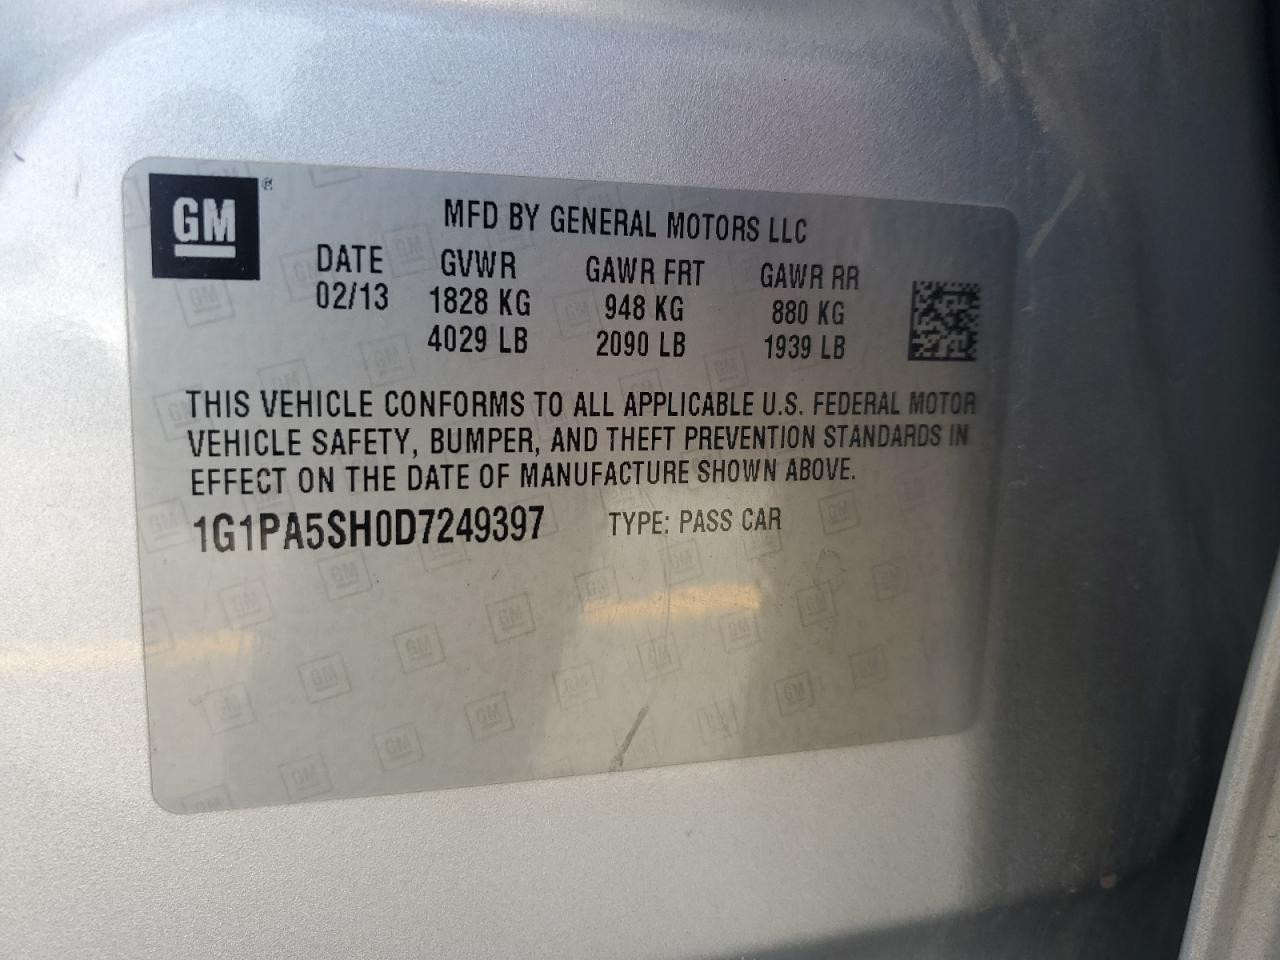 GM ®
MFD BY GENERAL MOTORS LLC
DATE GVWR GAWR FRT GAWR RR
02/13 1828 KG 948 KG 880 KG
4029 LB 2090 LB 1939 LB
THIS VEHICLE CONFORMS TO ALL APPLICABLE U.S. FEDERAL MOTOR
VEHICLE SAFETY, BUMPER, AND THEFT PREVENTION STANDARDS IN
EFFECT ON THE DATE OF MANUFACTURE SHOWN ABOVE.
1G1PA5SH0D7249397 TYPE: PASS CAR